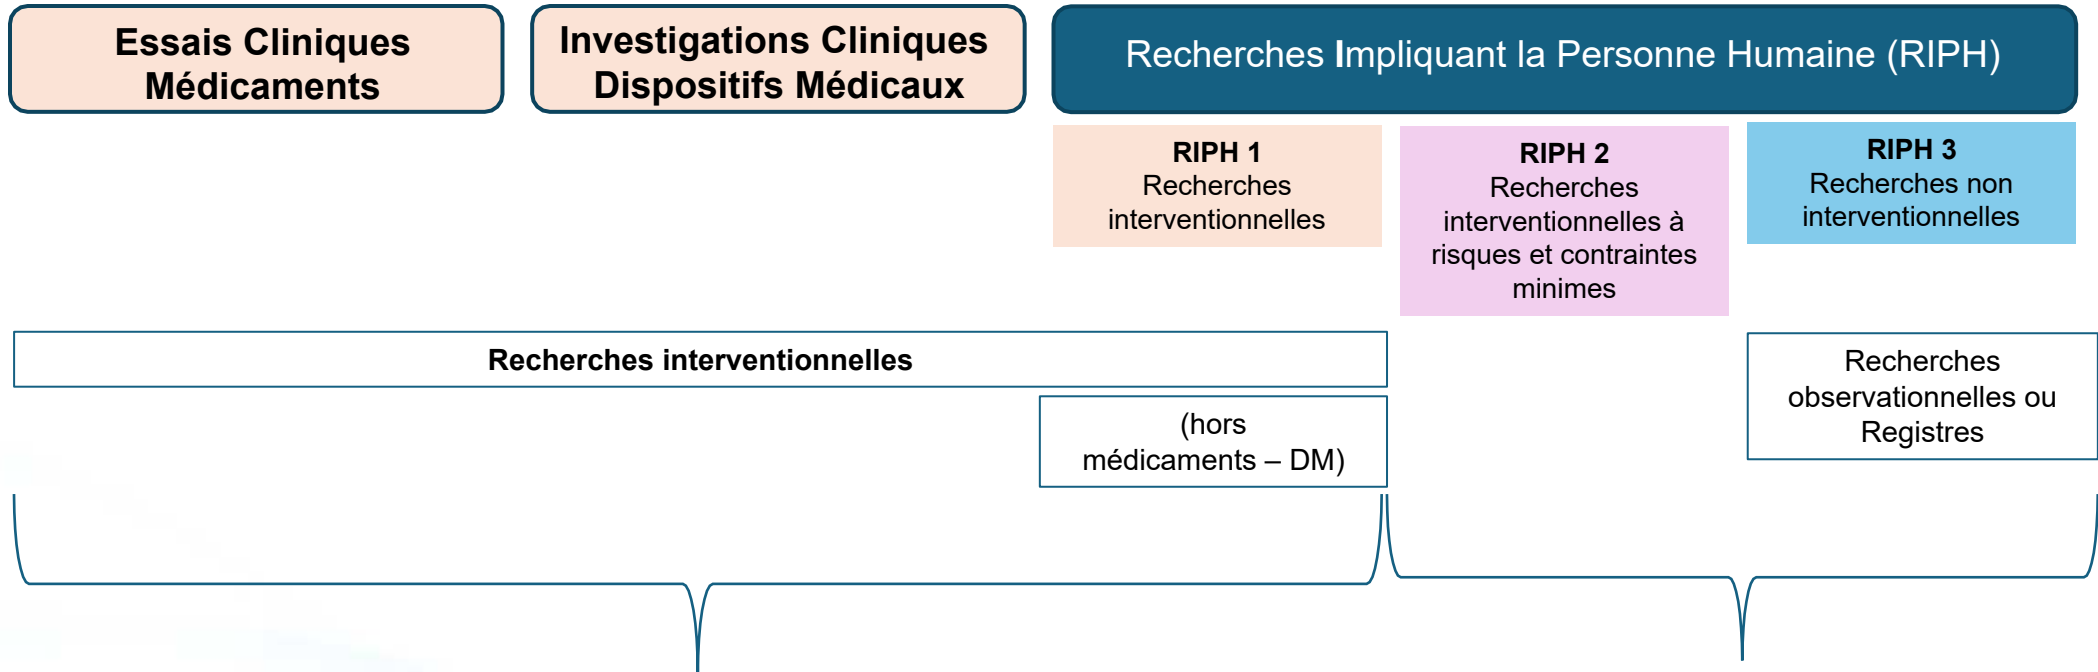 Essais Cliniques
Médicaments
Investigations Cliniques
Dispositifs Médicaux
Recherches Impliquant la Personne Humaine (RIPH)
RIPH 1
Recherches
interventionnelles
RIPH 2
Recherches
interventionnelles à
risques et contraintes
minimes
RIPH 3
Recherches non
interventionnelles
Recherches interventionnelles
(hors
médicaments – DM)
Recherches
observationnelles ou
Registres